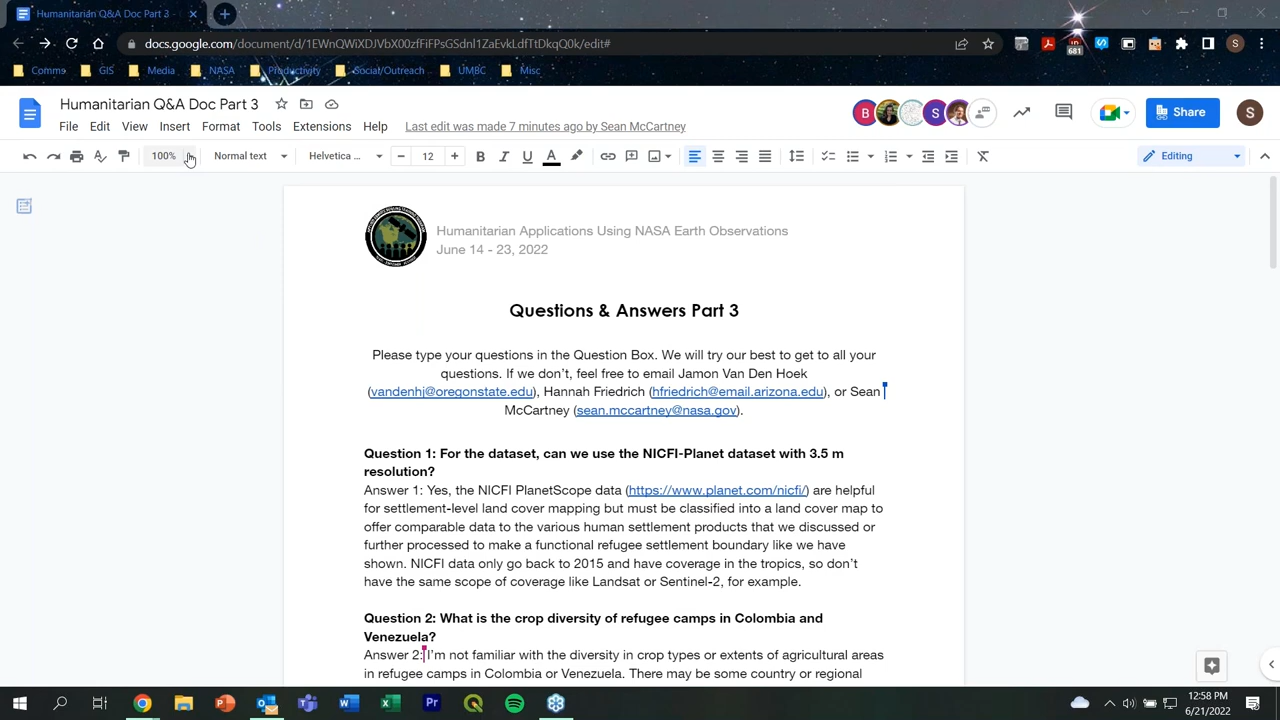 Humanitarian Q&A Doc Part 3
docs.google.com/document/d/1EWnQWiXDJVbX00zfFiFPsGSdnl1ZaEvkLdfTtDkqQ0k/edit#
681
S
Comms GIS Media NASA Productivity Social/Outreach UMBC Misc
Humanitarian Q&A Doc Part 3
B S Share S
File Edit View Insert Format Tools Extensions Help Last edit was made 7 minutes ago by Sean McCartney
100% Normal text Helvetica ... 12 B I U A Editing
Humanitarian Applications Using NASA Earth Observations
June 14 - 23, 2022
Questions & Answers Part 3
Please type your questions in the Question Box. We will try our best to get to all your
questions. If we don't, feel free to email Jamon Van Den Hoek
(vandenhj@oregonstate.edu), Hannah Friedrich (hfriedrich@email.arizona.edu), or Sean
McCartney (sean.mccartney@nasa.gov).
Question 1: For the dataset, can we use the NICFI-Planet dataset with 3.5 m
resolution?
Answer 1: Yes, the NICFI PlanetScope data (https://www.planet.com/nicfi/) are helpful
for settlement-level land cover mapping but must be classified into a land cover map to
offer comparable data to the various human settlement products that we discussed or
further processed to make a functional refugee settlement boundary like we have
shown. NICFI data only go back to 2015 and have coverage in the tropics, so don't
have the same scope of coverage like Landsat or Sentinel-2, for example.
Question 2: What is the crop diversity of refugee camps in Colombia and
Venezuela?
Answer 2: I'm not familiar with the diversity in crop types or extents of agricultural areas
in refugee camps in Colombia or Venezuela. There may be some country or regional
12:58 PM
6/21/2022